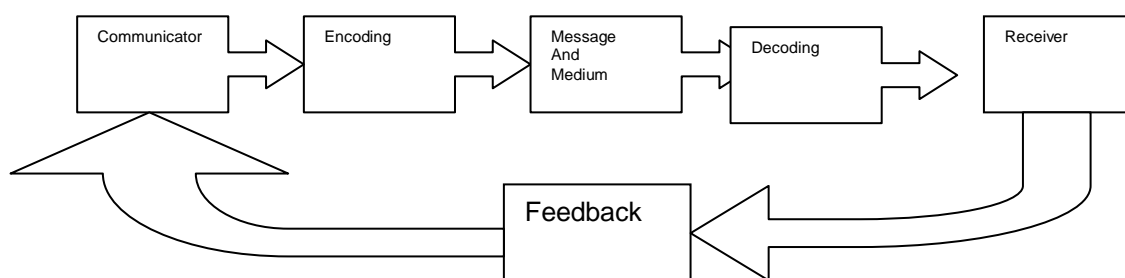 Communicator
Encoding
Message
And
Medium
Decoding
Receiver
Feedback